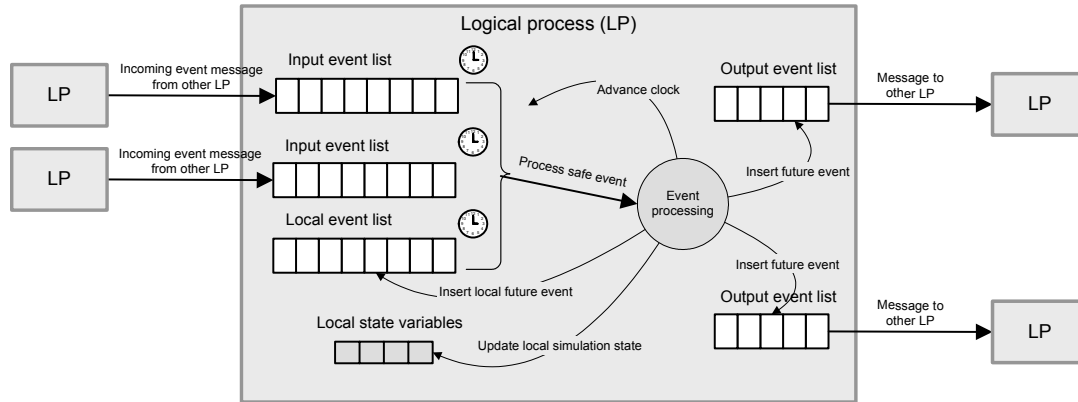 Logical process (LP)
LP
Incoming event message
from other LP
Input event list
LP
Incoming event message
from other LP
Input event list
Local event list
Process safe event
Advance clock
Event
processing
Insert local future event
Local state variables
Update local simulation state
Output event list
Insert future event
Message to
other LP
LP
Insert future event
Output event list
Message to
other LP
LP